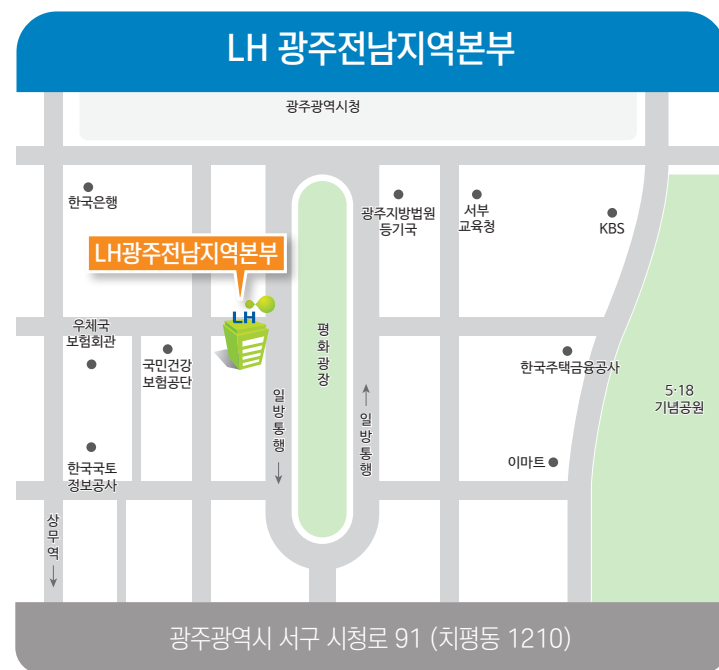 LH 광주전남지역본부
광주광역시청
한국은행
광주지방법원
등기국
서부
교육청
KBS
LH광주전남지역본부
LH
우체국
보험회관
국민건강
보험공단
평화광장
한국주택금융공사
5·18
기념공원
일방통행
일방통행
이마트
한국국토
정보공사
상무역
광주광역시 서구 시청로 91 (치평동 1210)